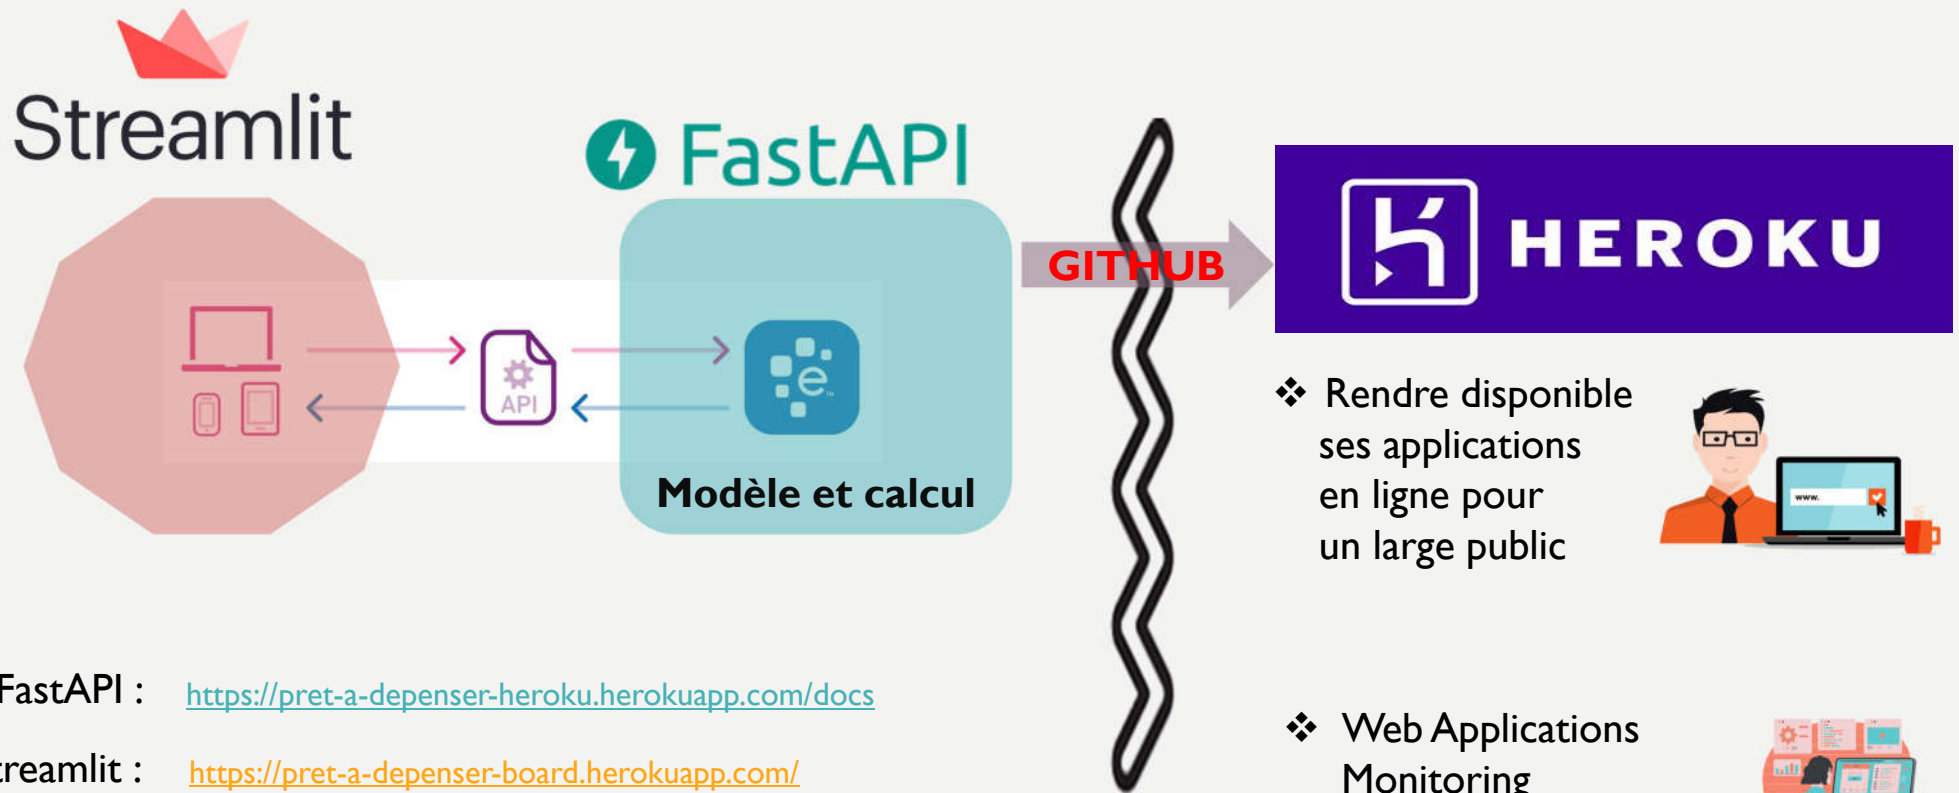 Streamlit
FastAPI
GITHUB
HEROKU
API
e
Modèle et calcul
❖ Rendre disponible
ses applications
en ligne pour
un large public
www.
FastAPI : https://pret-a-depenser-heroku.herokuapp.com/docs
treamlit : https://pret-a-depenser-board.herokuapp.com/
❖ Web Applications
Monitoring